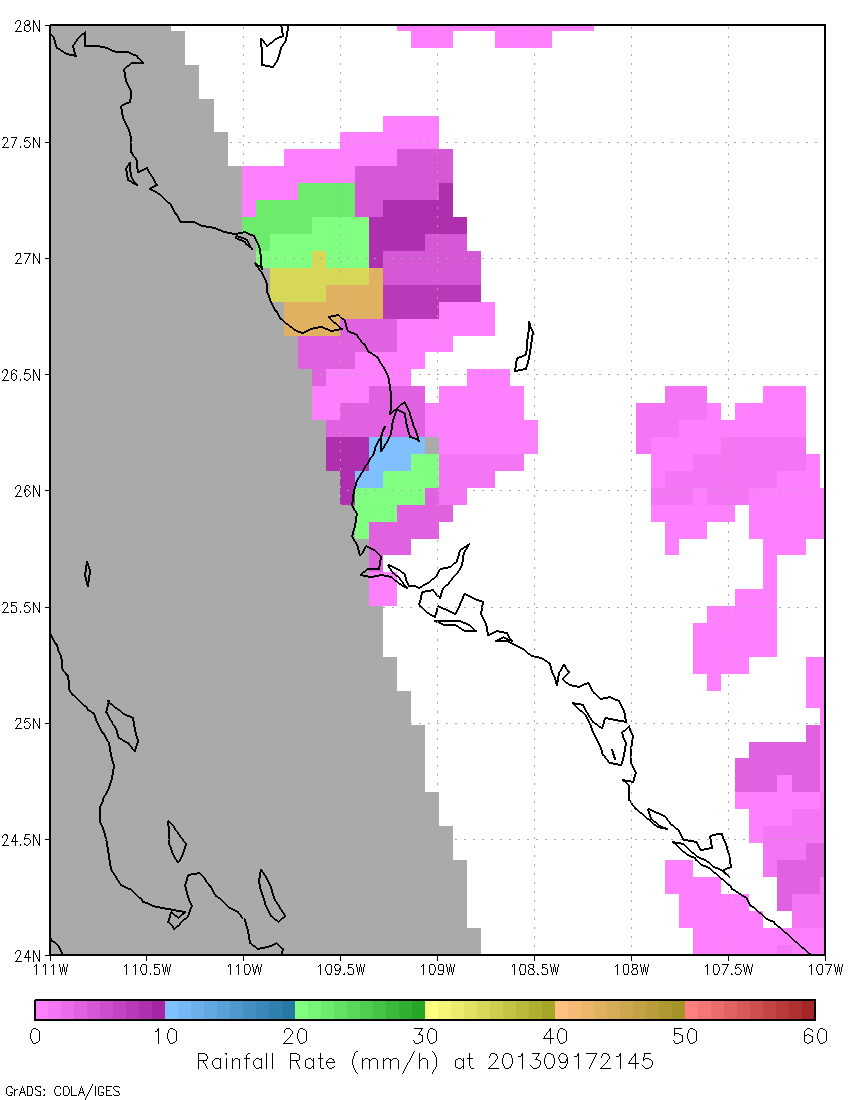 28N
27.5N
27N
26.5N
26N
25.5N
25N
24.5N
24N
111W 110.5W 110W 109.5W 109W 108.5W 108W 107.5W 107W
0 10 20 30 40 50 60
Rainfall Rate (mm/h) at 201309172145
GrADS: COLA/IGES